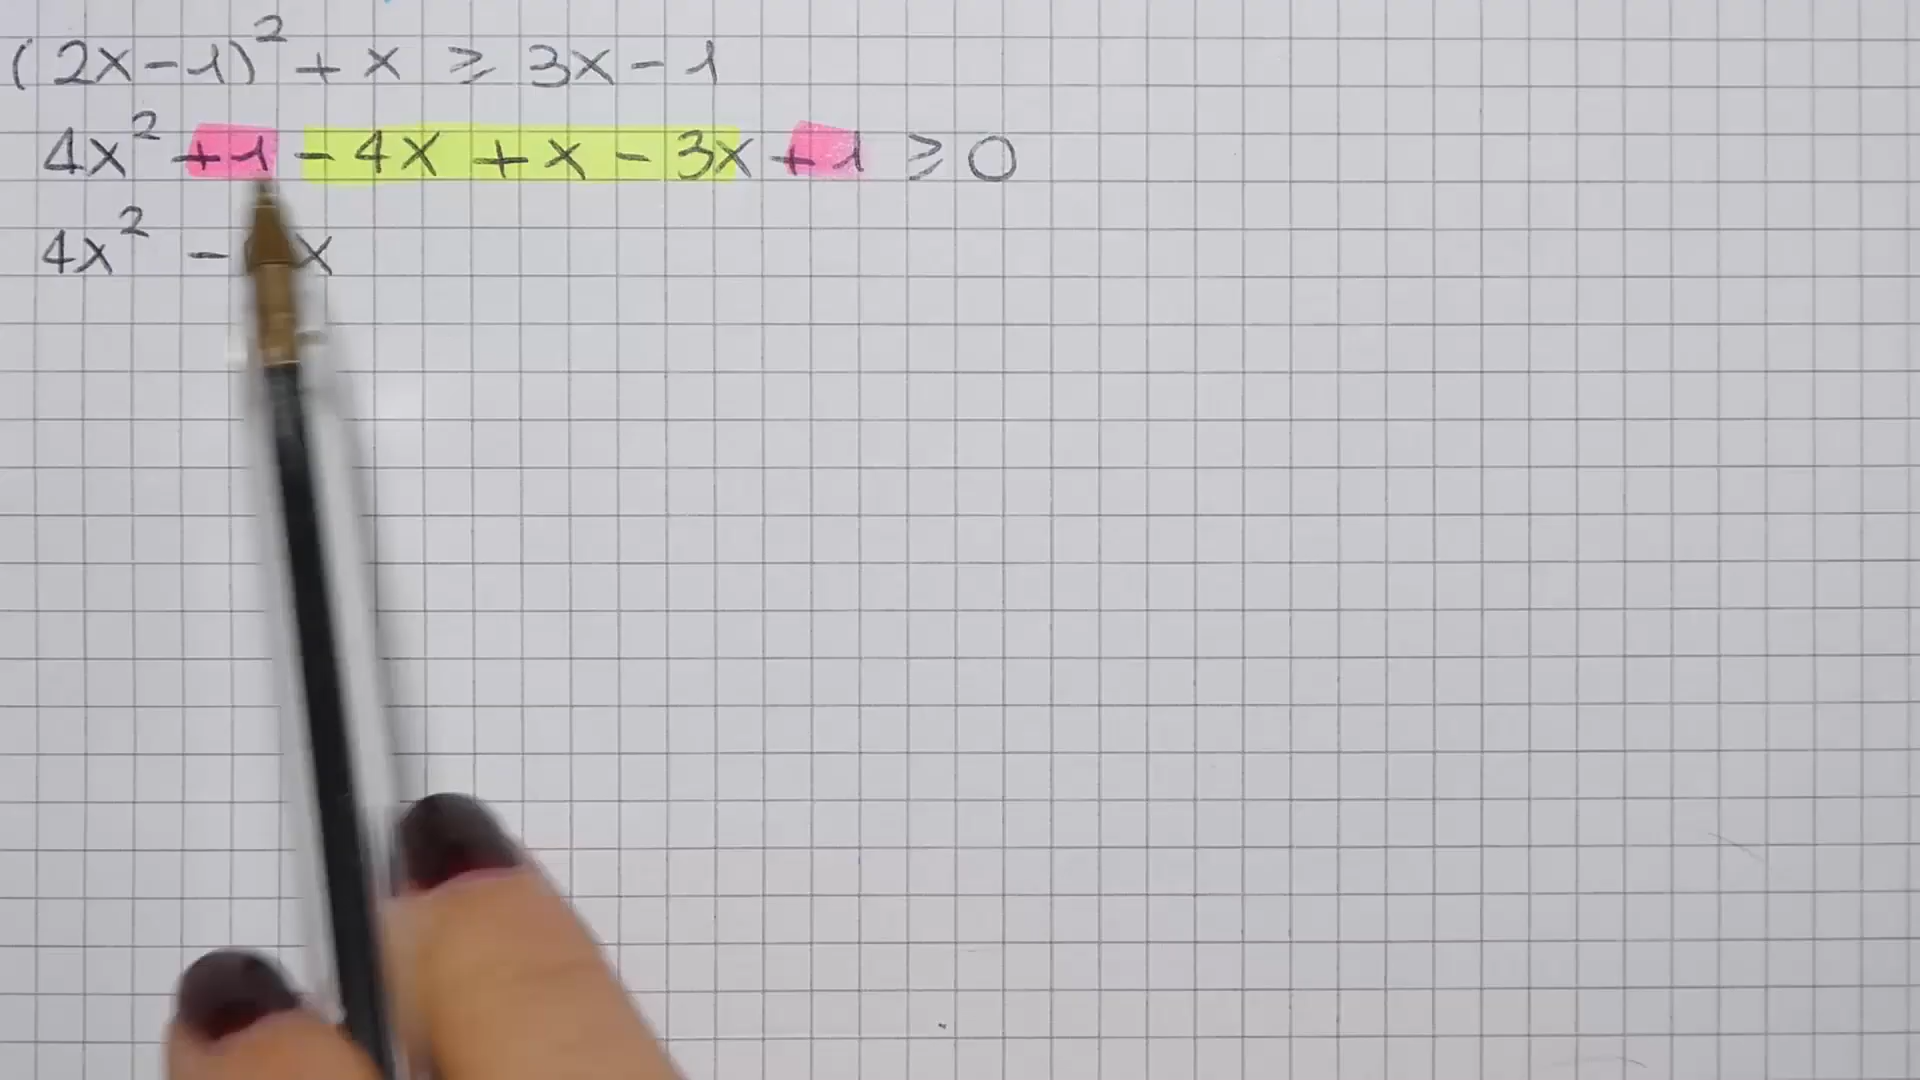 (2x-1)² + x ≥ 3x - 1
4x² +1 - 4x + x - 3x +1 ≥ 0
4x² - x